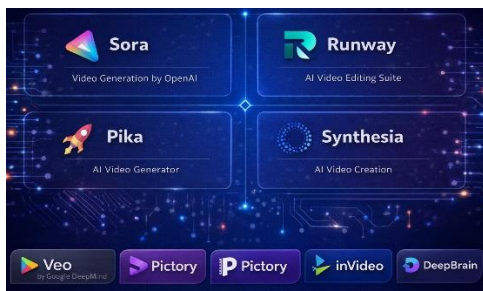 Sora
Video Generation by OpenAI
Runway
AI Video Editing Suite
Pika
AI Video Generator
Synthesia
AI Video Creation
Veo
by Google DeepMind
Pictory
Pictory
inVideo
DeepBrain